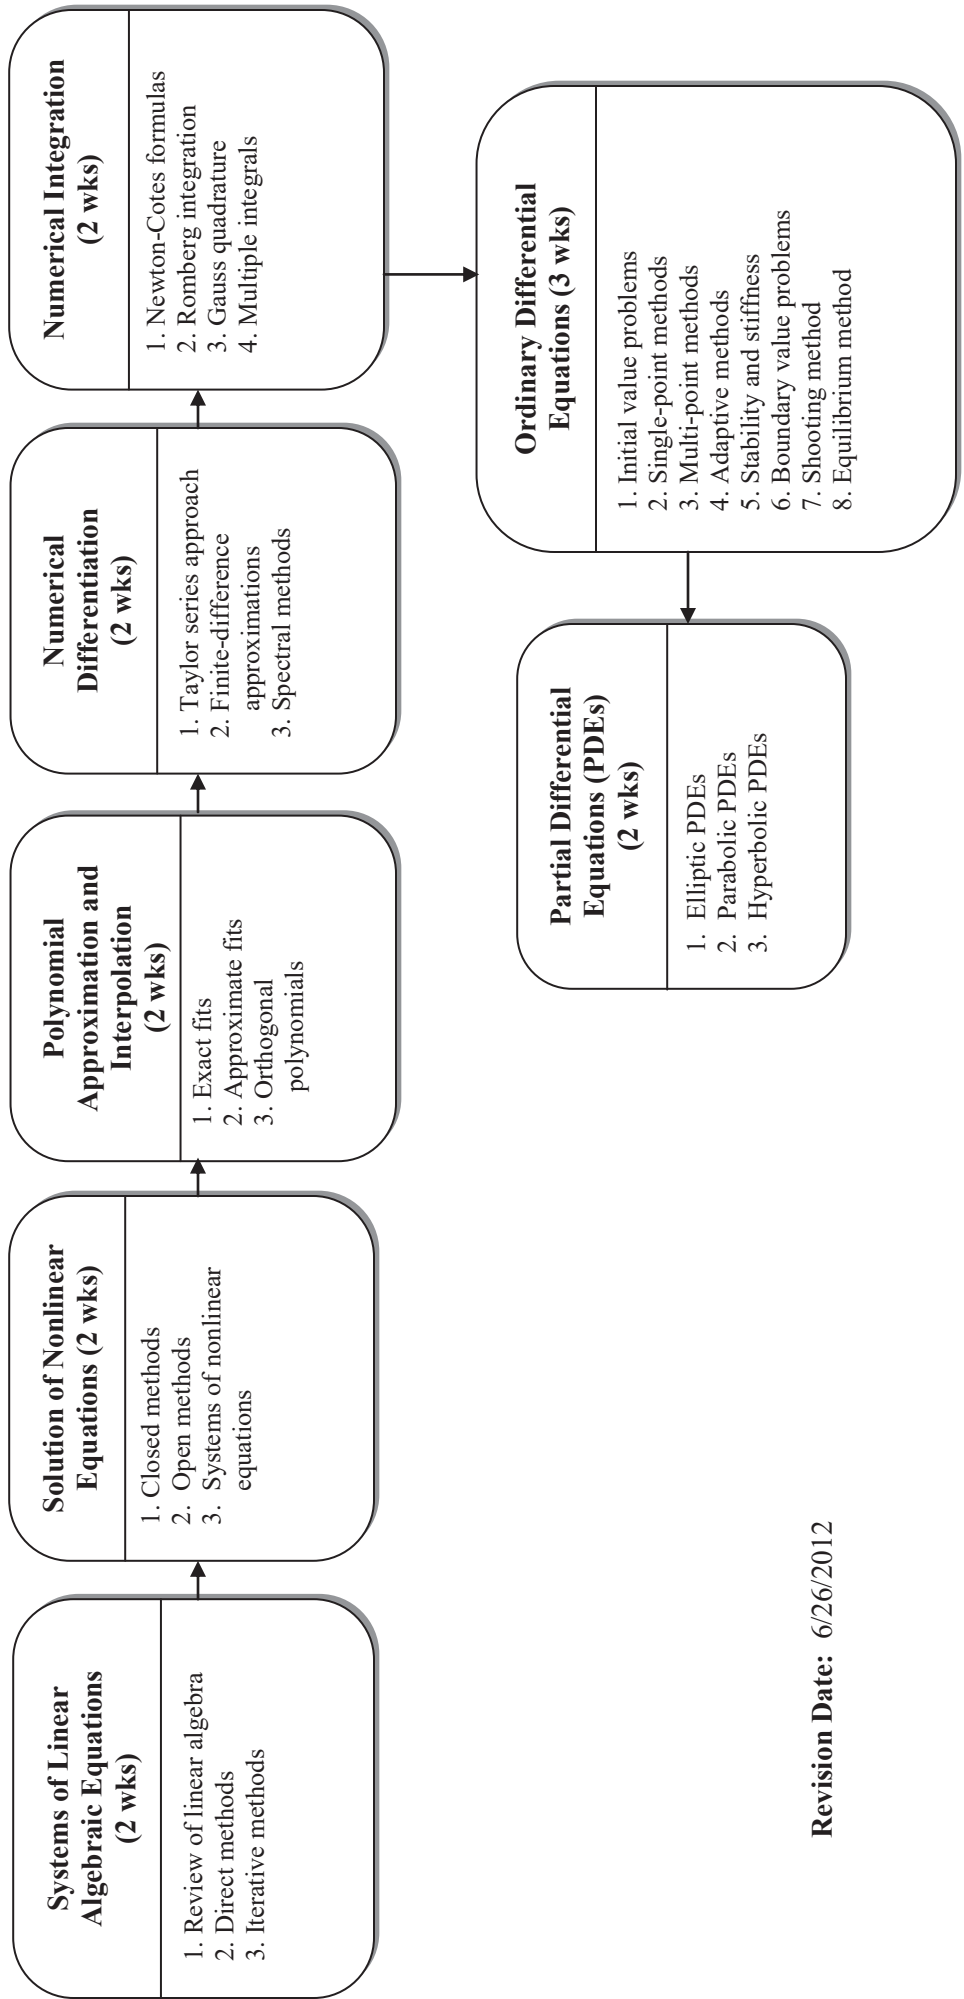 Systems of Linear
Algebraic Equations
(2 wks)
1. Review of linear algebra
2. Direct methods
3. Iterative methods
Solution of Nonlinear
Equations (2 wks)
1. Closed methods
2. Open methods
3. Systems of nonlinear
equations
Polynomial
Approximation and
Interpolation
(2 wks)
1. Exact fits
2. Approximate fits
3. Orthogonal
polynomials
Numerical
Differentiation
(2 wks)
1. Taylor series approach
2. Finite-difference
approximations
3. Spectral methods
Numerical Integration
(2 wks)
1. Newton-Cotes formulas
2. Romberg integration
3. Gauss quadrature
4. Multiple integrals
Ordinary Differential
Equations (3 wks)
1. Initial value problems
2. Single-point methods
3. Multi-point methods
4. Adaptive methods
5. Stability and stiffness
6. Boundary value problems
7. Shooting method
8. Equilibrium method
Partial Differential
Equations (PDEs)
(2 wks)
1. Elliptic PDEs
2. Parabolic PDEs
3. Hyperbolic PDEs
Revision Date: 6/26/2012